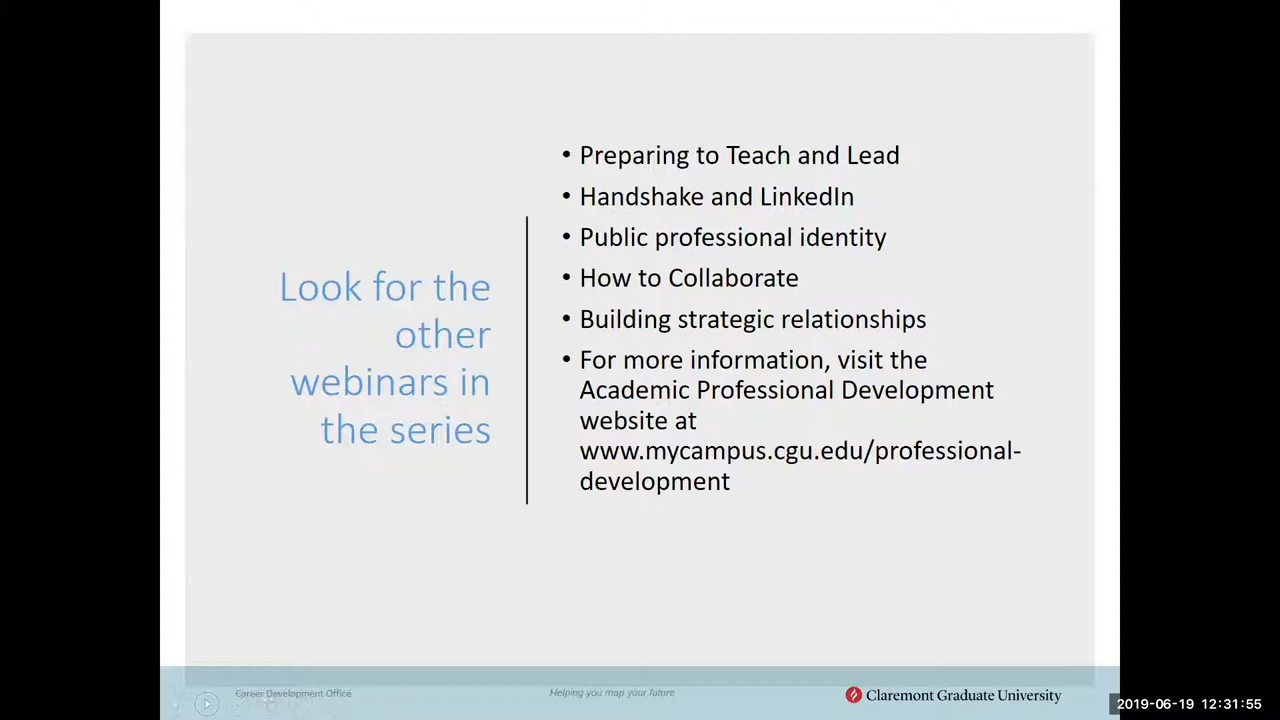 Look for the
other
webinars in
the series
• Preparing to Teach and Lead
• Handshake and LinkedIn
• Public professional identity
• How to Collaborate
• Building strategic relationships
• For more information, visit the
Academic Professional Development
website at
www.mycampus.cgu.edu/professional-
development
Career Development Office
Helping you map your future
Claremont Graduate University
2019-06-19 12:31:55